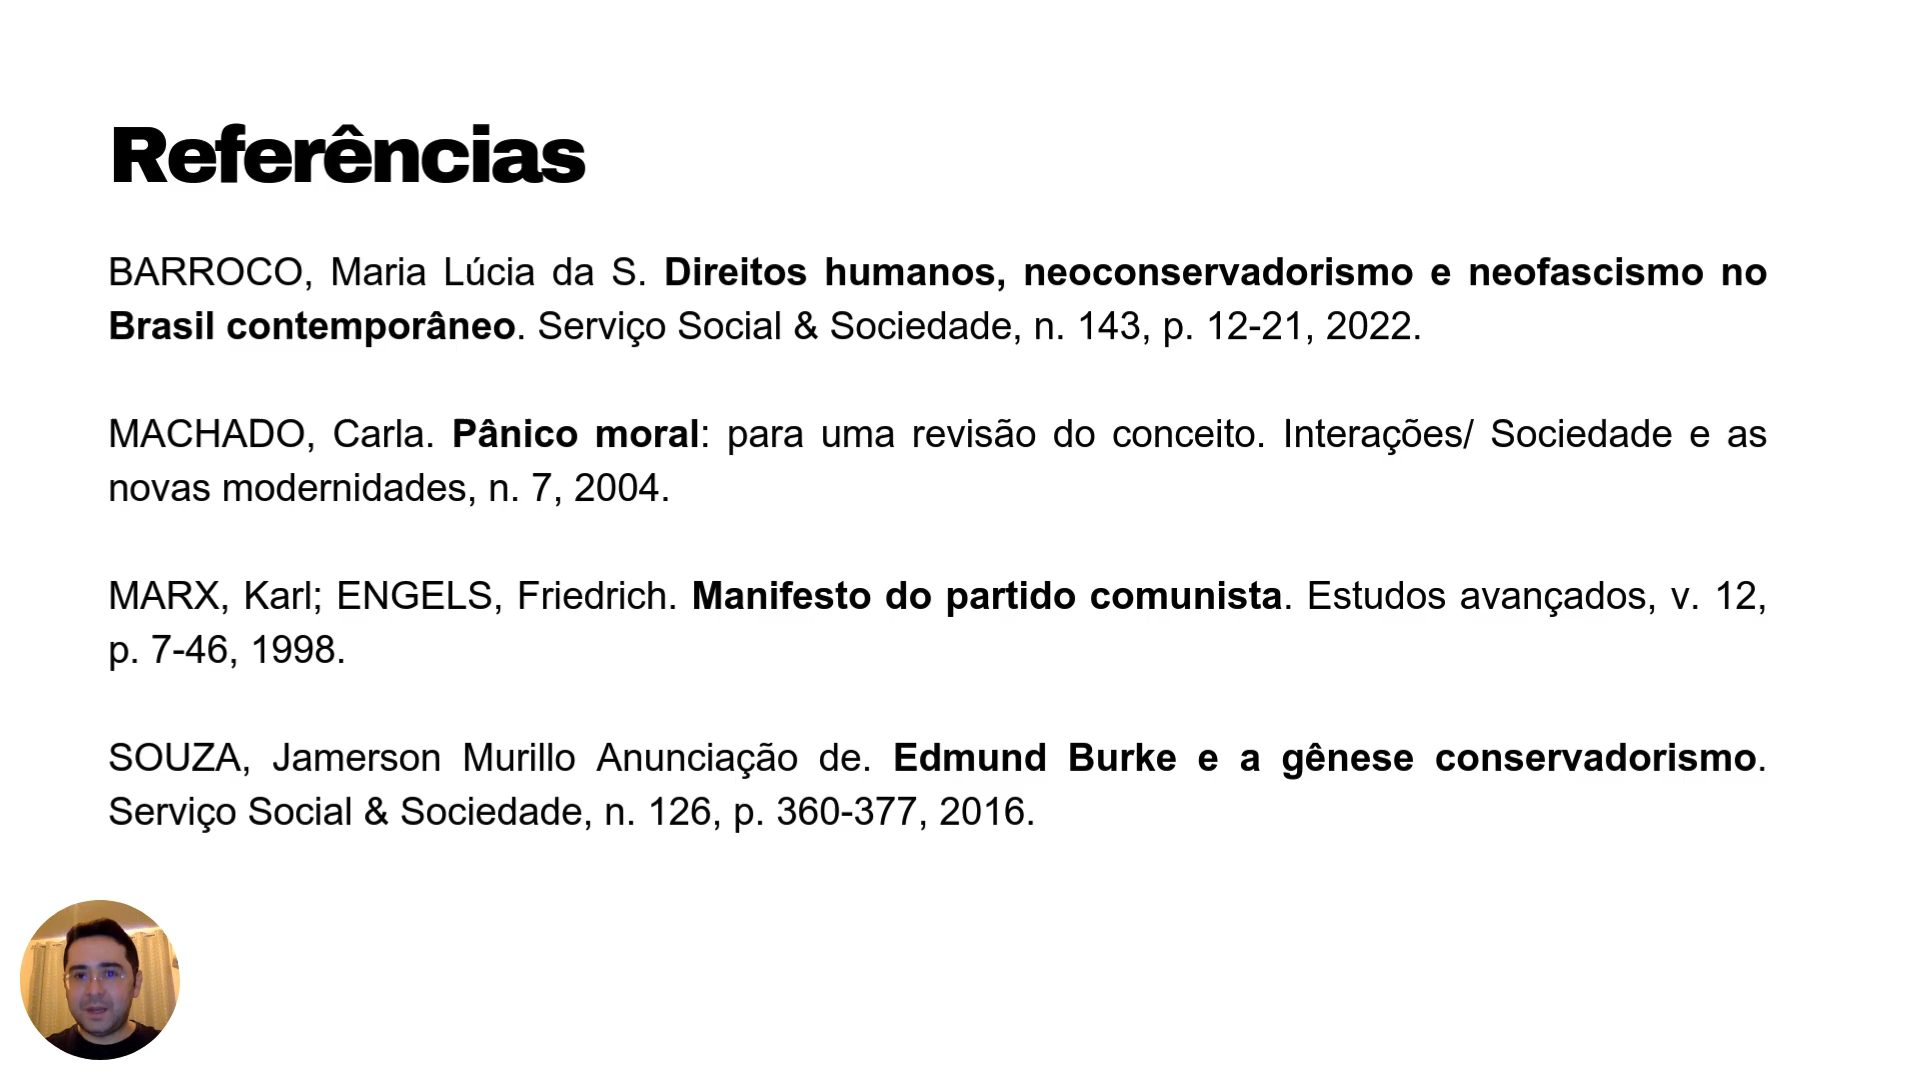 Referências
BARROCO, Maria Lúcia da S. Direitos humanos, neoconservadorismo e neofascismo no
Brasil contemporâneo. Serviço Social & Sociedade, n. 143, p. 12-21, 2022.
MACHADO, Carla. Pânico moral: para uma revisão do conceito. Interações/ Sociedade e as
novas modernidades, n. 7, 2004.
MARX, Karl; ENGELS, Friedrich. Manifesto do partido comunista. Estudos avançados, v. 12,
p. 7-46, 1998.
SOUZA, Jamerson Murillo Anunciação de. Edmund Burke e a gênese conservadorismo.
Serviço Social & Sociedade, n. 126, p. 360-377, 2016.